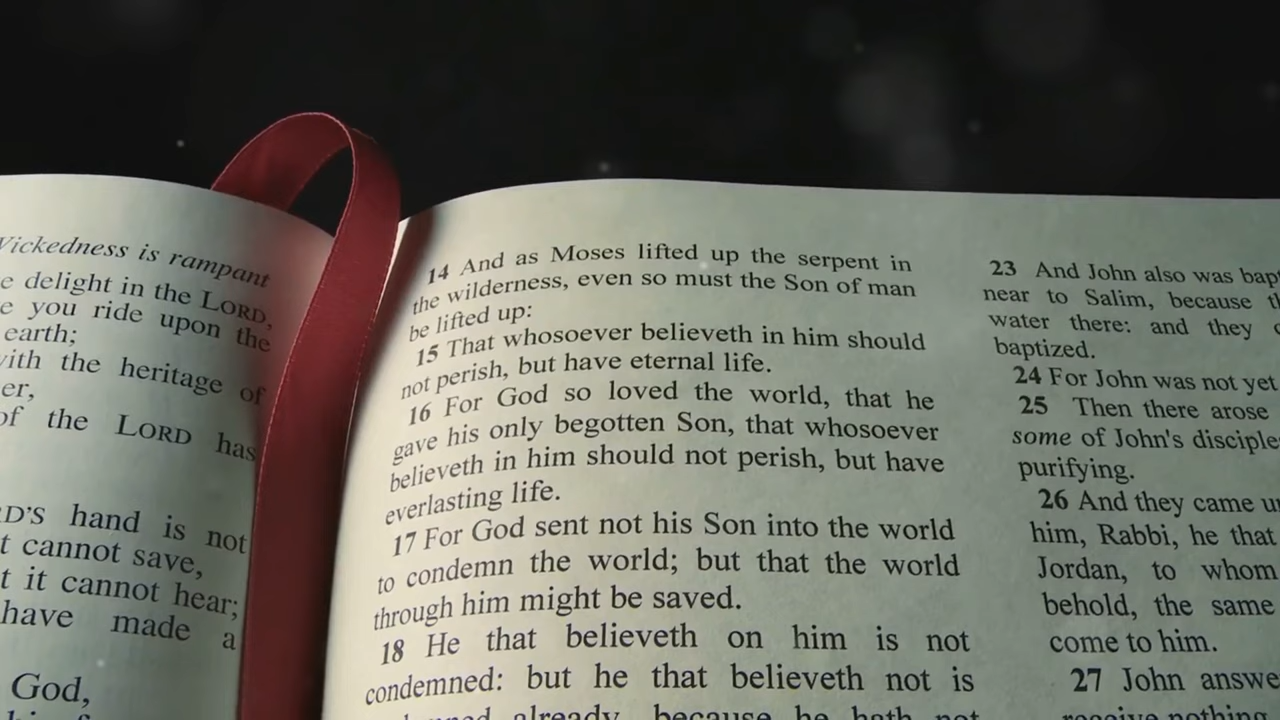 Wickedness is rampant
delight in the LORD,
you ride upon the
earth;
with the heritage of
of the LORD has
hand is not
cannot save,
it cannot hear;
have made a
God,
14 And as Moses lifted up the serpent in
the wilderness, even so must the Son of man
be lifted up:
15 That whosoever believeth in him should
not perish, but have eternal life.
16 For God so loved the world, that he
gave his only begotten Son, that whosoever
believeth in him should not perish, but have
everlasting life.
17 For God sent not his Son into the world
to condemn the world; but that the world
through him might be saved.
18 He that believeth on him is not
condemned: but he that believeth not is
already, because he hath not
23 And John also was
near to Salim, because
water there: and they
baptized.
24 For John was not yet
25 Then there arose
some of John's
purifying.
26 And they came
him, Rabbi, he that
Jordan, to whom
behold, the same
come to him.
27 John
receive nothing